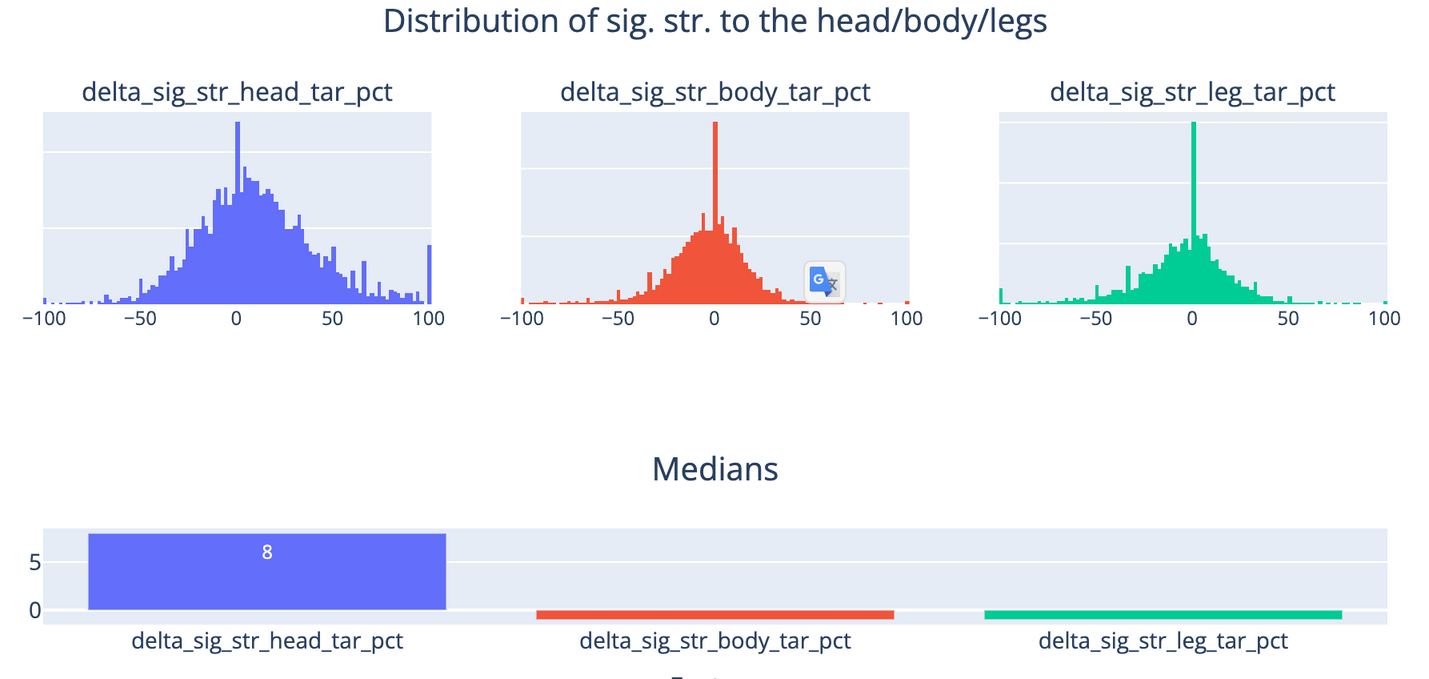 Distribution of sig. str. to the head/body/legs
delta_sig_str_head_tar_pct delta_sig_str_body_tar_pct delta_sig_str_leg_tar_pct
−100 −50 0 50 100 −100 −50 0 50 100 −100 −50 0 50 100
G 文
Medians
8
5
0
delta_sig_str_head_tar_pct delta_sig_str_body_tar_pct delta_sig_str_leg_tar_pct